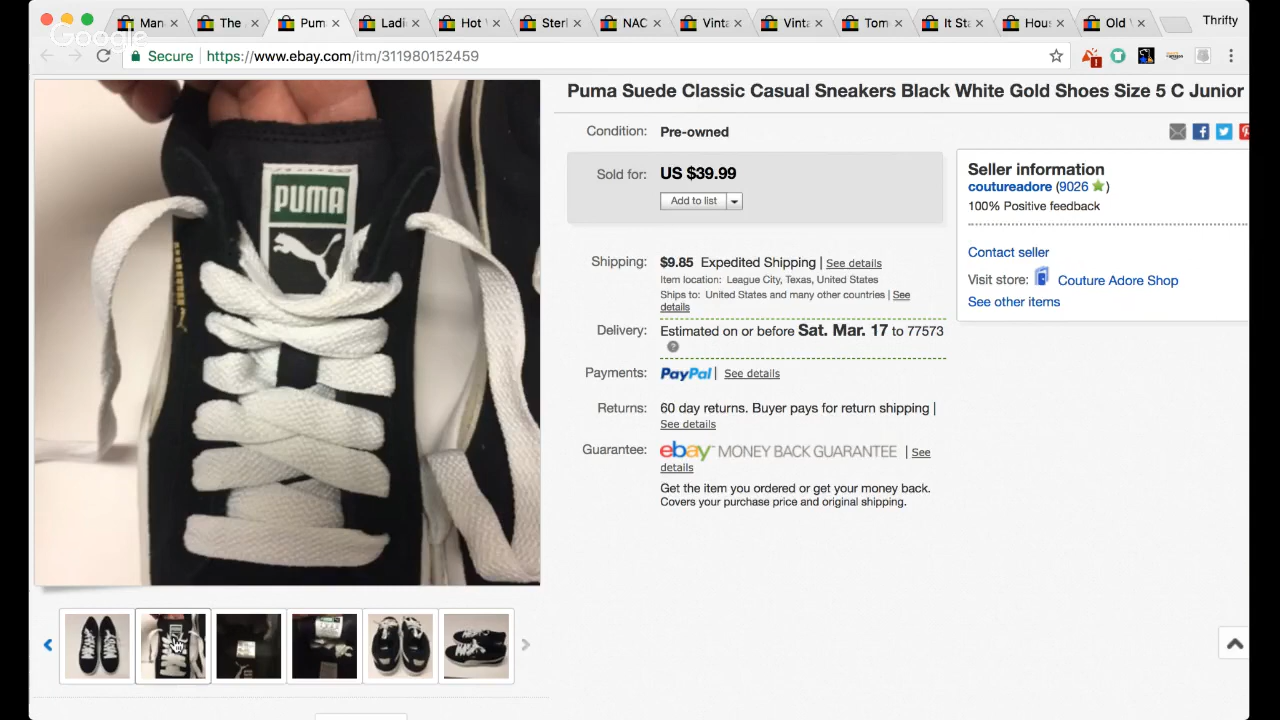 Man
The
Pum
Ladi
Hot
Sterl
NAC
Vinta
Vinta
Tom
It Sta
Hous
Old
Thrifty
Google
Secure
https://www.ebay.com/itm/311980152459
Puma Suede Classic Casual Sneakers Black White Gold Shoes Size 5 C Junior
Condition: Pre-owned
Sold for: US $39.99
Add to list
Shipping: $9.85 Expedited Shipping | See details
Item location: League City, Texas, United States
Ships to: United States and many other countries | See
details
Delivery: Estimated on or before Sat. Mar. 17 to 77573
?
Payments: PayPal | See details
Returns: 60 day returns. Buyer pays for return shipping |
See details
Guarantee: ebay MONEY BACK GUARANTEE | See
details
Get the item you ordered or get your money back.
Covers your purchase price and original shipping.
Seller information
coutureadore (9026)
100% Positive feedback
Contact seller
Visit store: Couture Adore Shop
See other items
PUMA